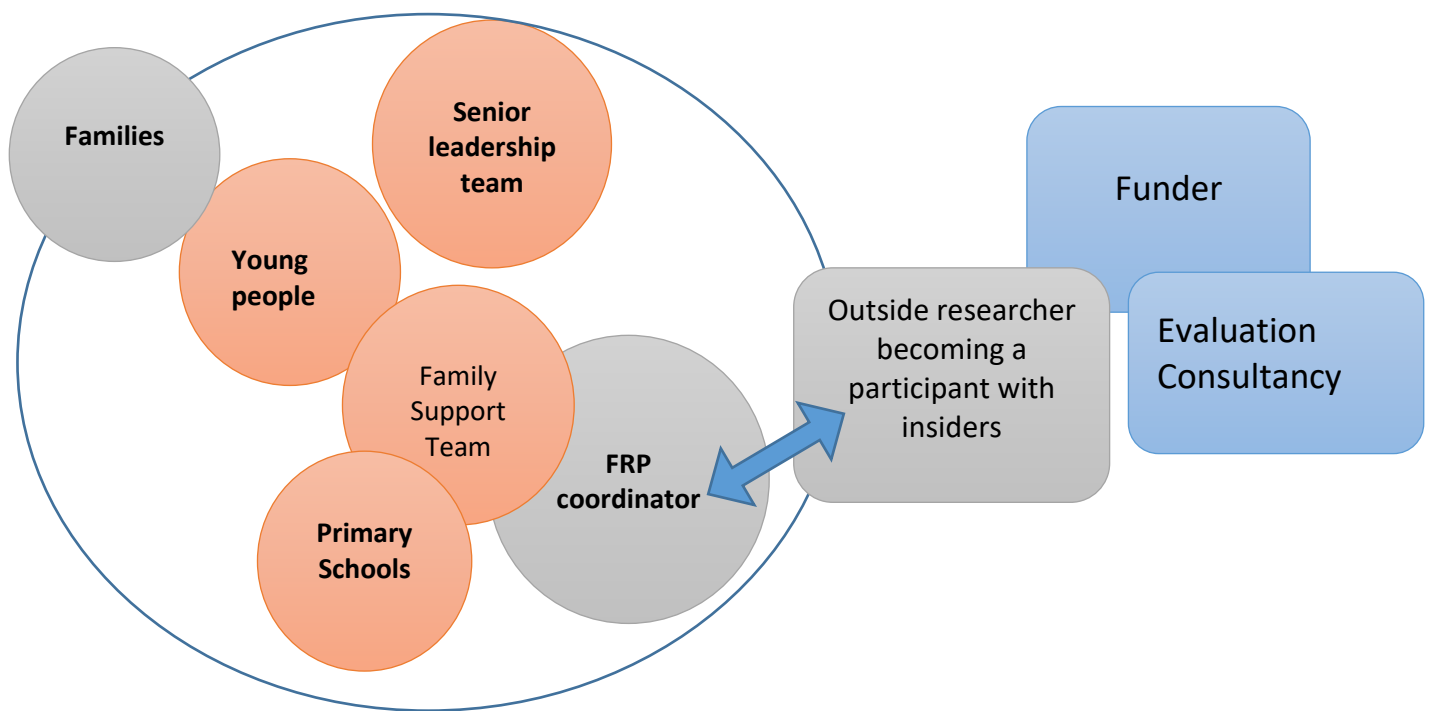 Families
Senior
leadership
team
Young
people
Family
Support
Team
FRP
coordinator
Primary
Schools
Outside researcher
becoming a
participant with
insiders
Funder
Evaluation
Consultancy